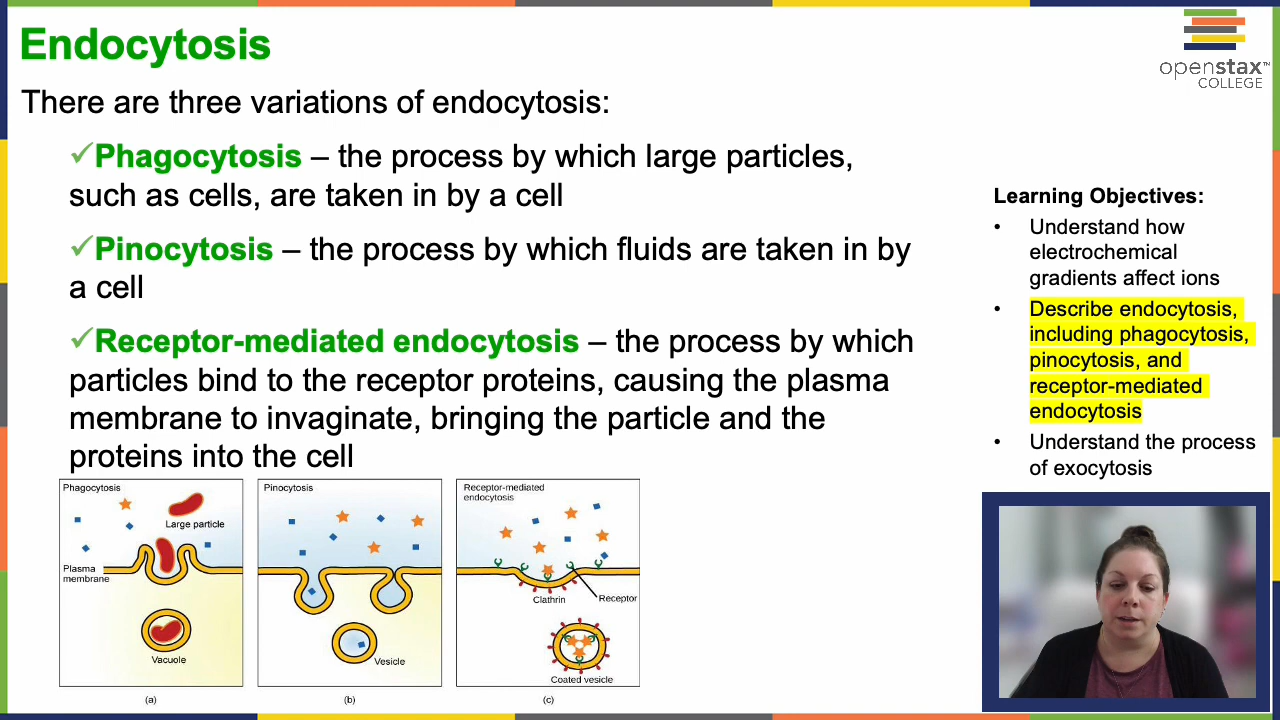 Endocytosis
openstax™
COLLEGE
There are three variations of endocytosis:
✓Phagocytosis – the process by which large particles,
such as cells, are taken in by a cell
✓Pinocytosis – the process by which fluids are taken in by
a cell
✓Receptor-mediated endocytosis – the process by which
particles bind to the receptor proteins, causing the plasma
membrane to invaginate, bringing the particle and the
proteins into the cell
Learning Objectives:
• Understand how
electrochemical
gradients affect ions
• Describe endocytosis,
including phagocytosis,
pinocytosis, and
receptor-mediated
endocytosis
• Understand the process
of exocytosis
Phagocytosis
Large particle
Plasma
membrane
Vacuole
(a)
Pinocytosis
Vesicle
(b)
Receptor-mediated
endocytosis
Clathrin
Receptor
Coated vesicle
(c)